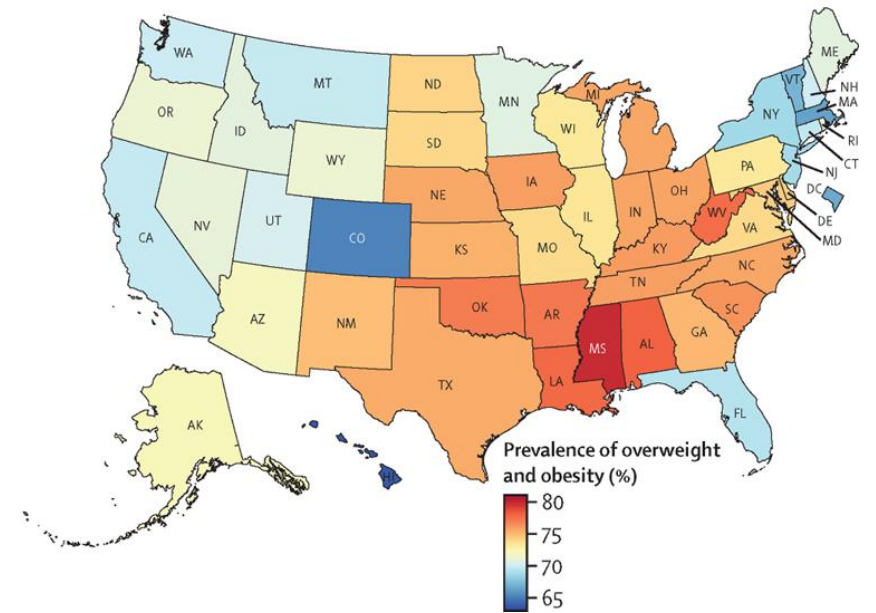 WA
MT
ND
MN
ME
OR
ID
WY
SD
WI
MI
NY
VT
NH
MA
RI
CT
NJ
PA
NV
UT
CO
NE
IA
IL
IN
OH
WV
VA
DC
DE
MD
CA
KS
MO
KY
AZ
NM
OK
AR
TN
NC
SC
TX
LA
MS
AL
GA
FL
AK
HI
Prevalence of overweight
and obesity (%)
80
75
70
65